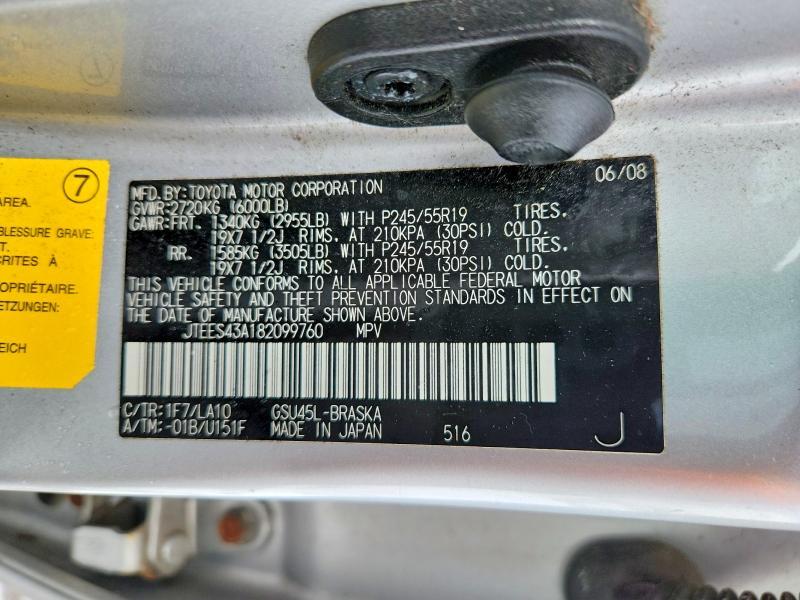 7
AREA.
BLESSURE GRAVE:
T.
CRITES À
OPRIÉTAIRE.
ETZUNGEN:
REICH
MFD. BY: TOYOTA MOTOR CORPORATION 06/08
GVWR: 2720KG (6000LB)
GAWR: FRT. 1340KG (2955LB) WITH P245/55R19 TIRES.
19X7 1/2J RIMS. AT 210KPA (30PSI) COLD.
RR. 1585KG (3505LB) WITH P245/55R19 TIRES.
19X7 1/2J RIMS. AT 210KPA (30PSI) COLD.
THIS VEHICLE CONFORMS TO ALL APPLICABLE FEDERAL MOTOR
VEHICLE SAFETY AND THEFT PREVENTION STANDARDS IN EFFECT ON
THE DATE OF MANUFACTURE SHOWN ABOVE.
JTEES43A182099760 MPV
C/TR: 1F7/LA10 GSU45L-BRASKA
A/TM: -01B/U151F MADE IN JAPAN 516 J